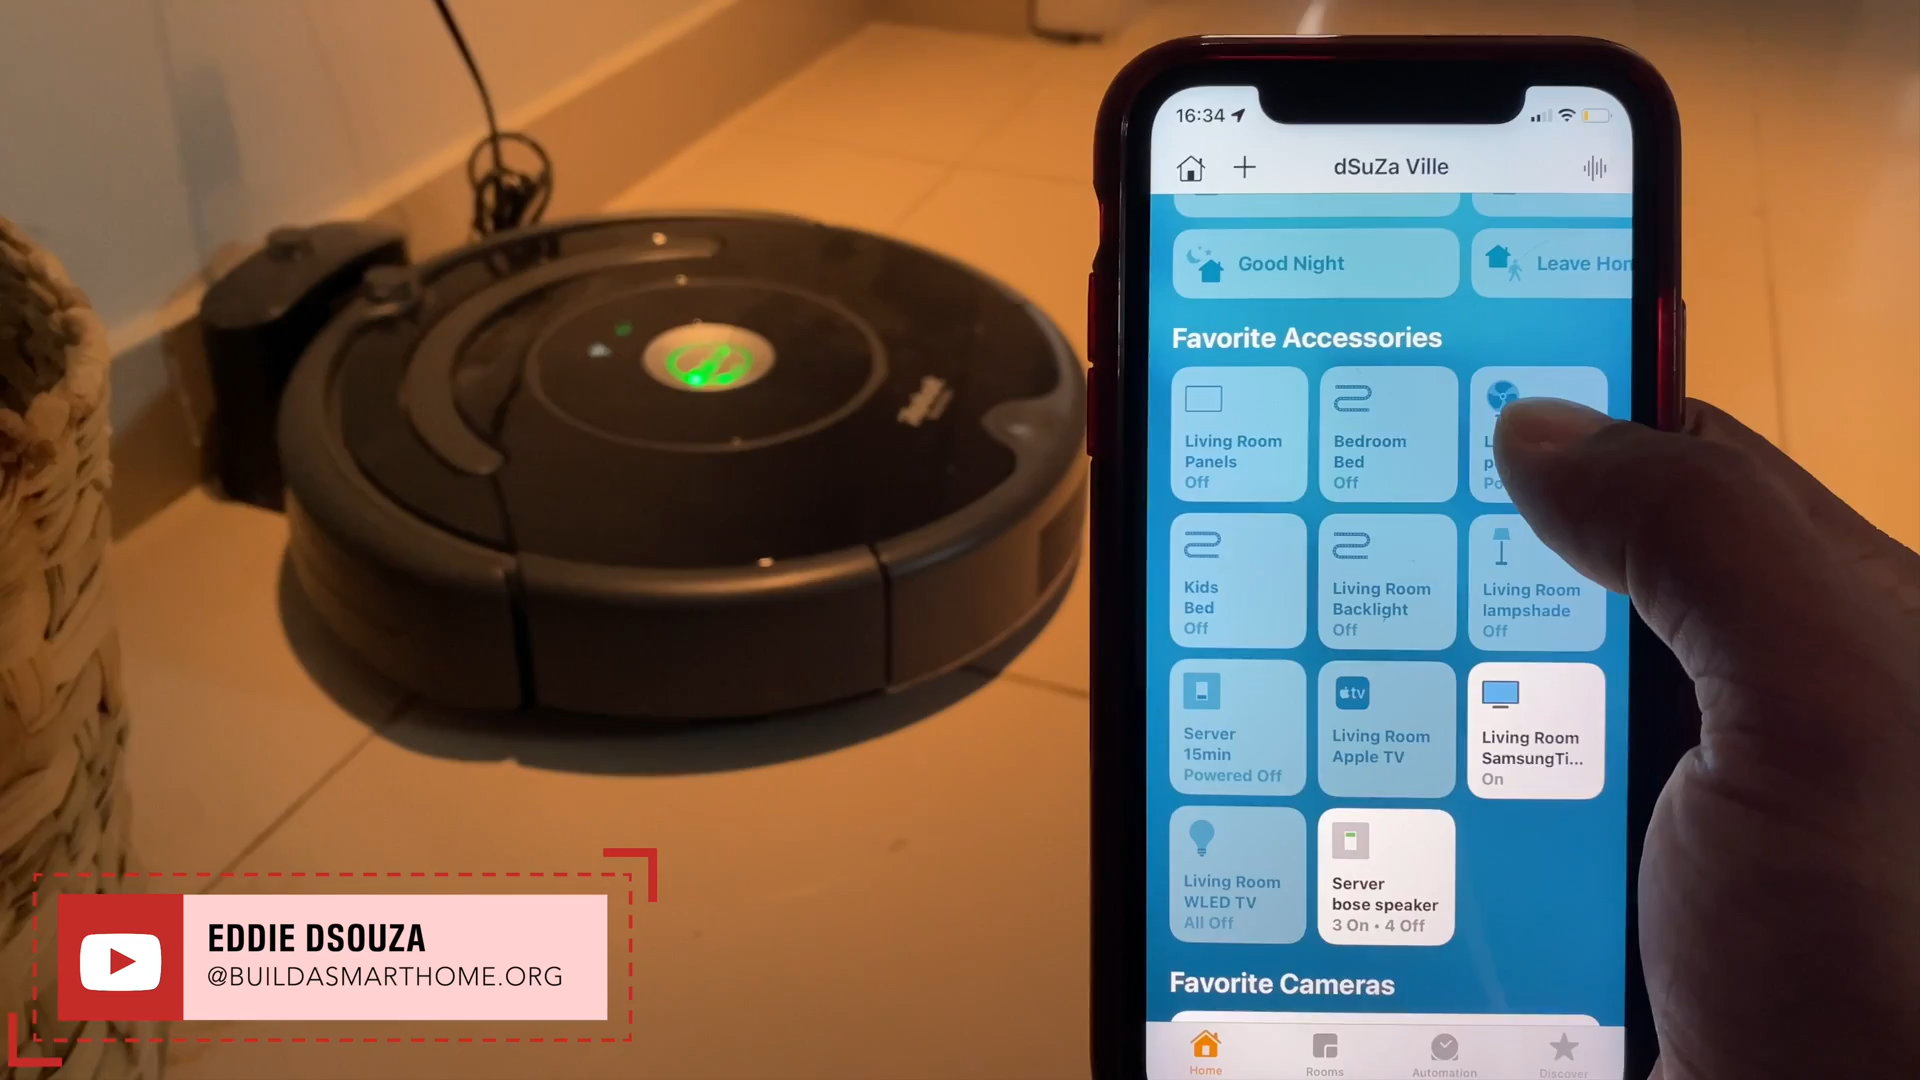 16:34
dSuZa Ville
Good Night
Leave Hor
Favorite Accessories
Living Room
Panels
Off
Bedroom
Bed
Off
Kids
Bed
Off
Living Room
Backlight
Off
Living Room
lampshade
Off
Server
15min
Powered Off
tv
Living Room
Apple TV
Living Room
SamsungTi...
On
Living Room
WLED TV
All Off
Server
bose speaker
3 On • 4 Off
Favorite Cameras
Home
Rooms
Automation
Discover
EDDIE DSOUZA
@BUILDASMARTHOME.ORG